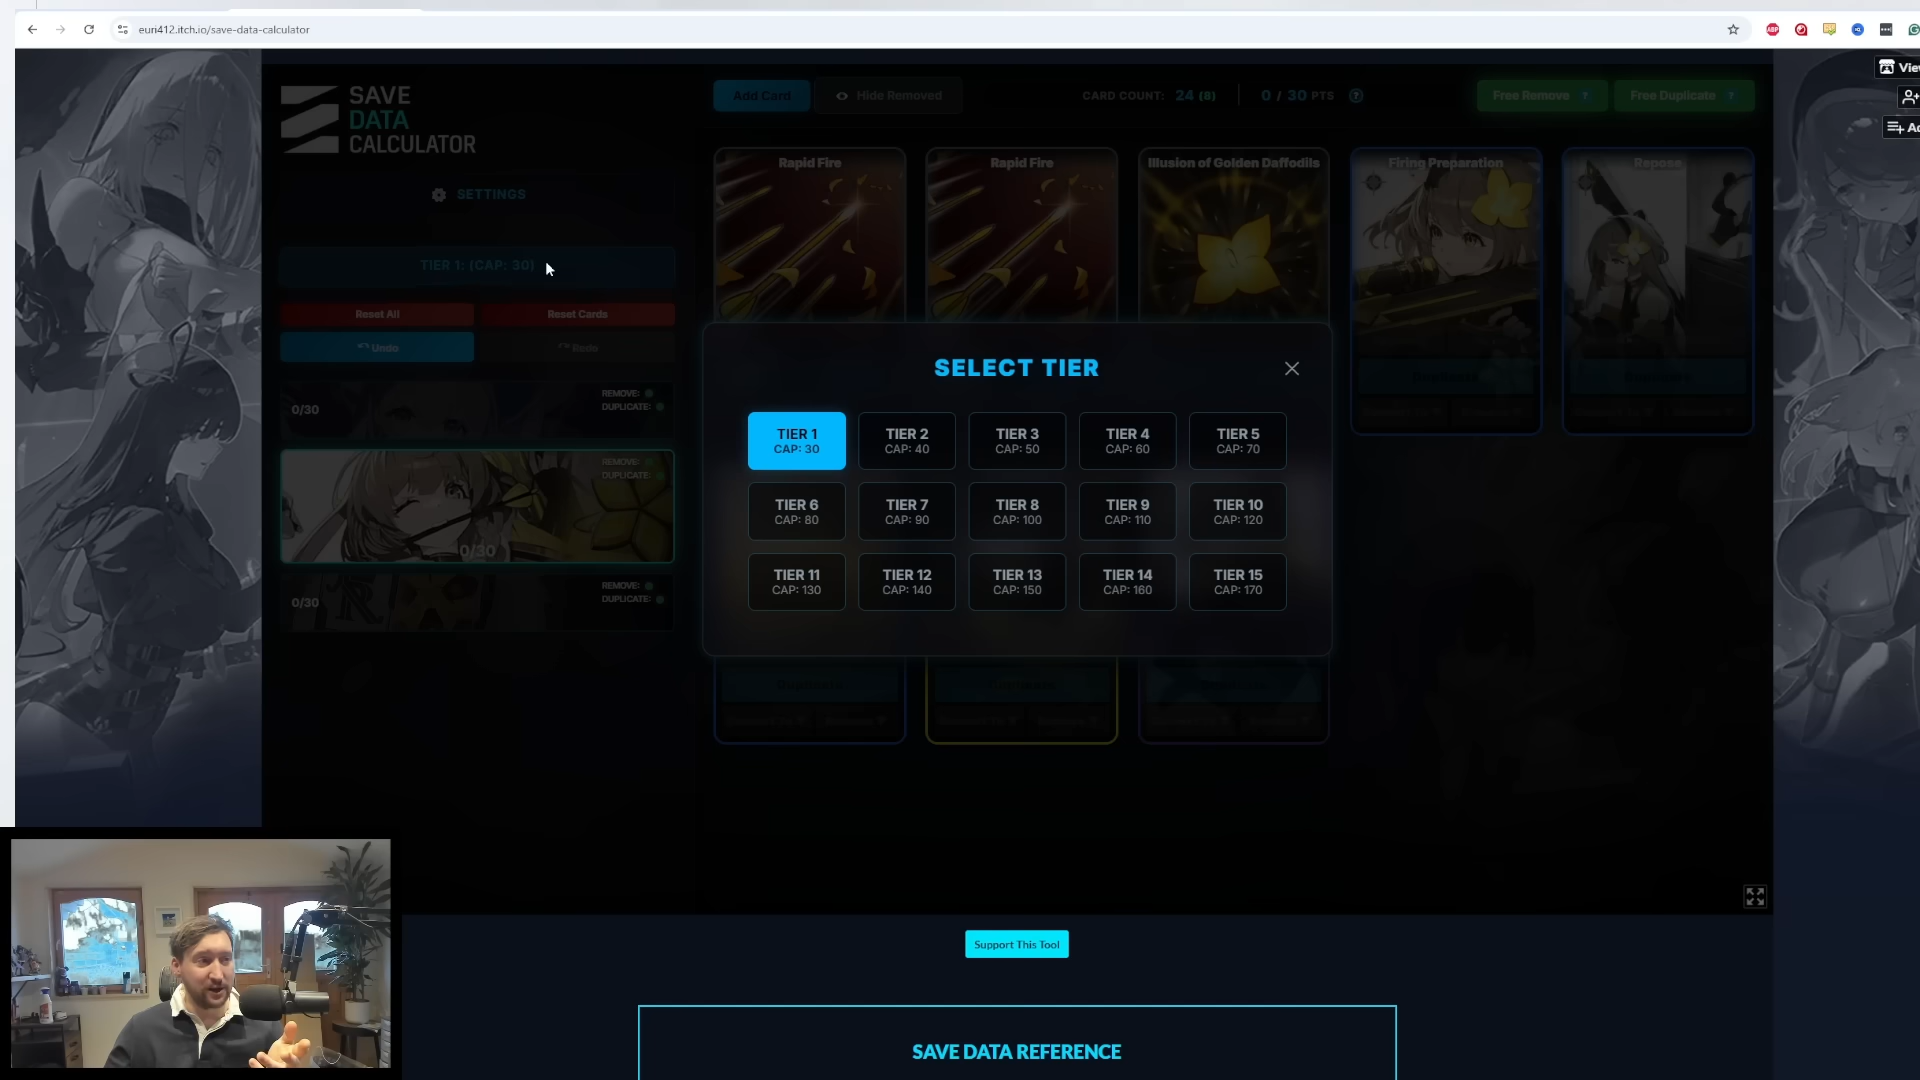 euri412.itch.io/save-data-calculator
View
Ad
SAVE
DATA
CALCULATOR
SETTINGS
TIER 1: (CAP: 30)
Reset All
Reset Cards
Undo
Redo
0/30
REMOVE:
DUPLICATE:
REMOVE:
DUPLICATE:
0/30
0/30
REMOVE:
DUPLICATE:
Add Card
Hide Removed
CARD COUNT: 24 (8)
0 / 30 PTS ?
Free Remove ?
Free Duplicate ?
Rapid Fire
Rapid Fire
Illusion of Golden Daffodils
Firing Preparation
Repose
SELECT TIER
TIER 1
CAP: 30
TIER 2
CAP: 40
TIER 3
CAP: 50
TIER 4
CAP: 60
TIER 5
CAP: 70
TIER 6
CAP: 80
TIER 7
CAP: 90
TIER 8
CAP: 100
TIER 9
CAP: 110
TIER 10
CAP: 120
TIER 11
CAP: 130
TIER 12
CAP: 140
TIER 13
CAP: 150
TIER 14
CAP: 160
TIER 15
CAP: 170
Support This Tool
SAVE DATA REFERENCE